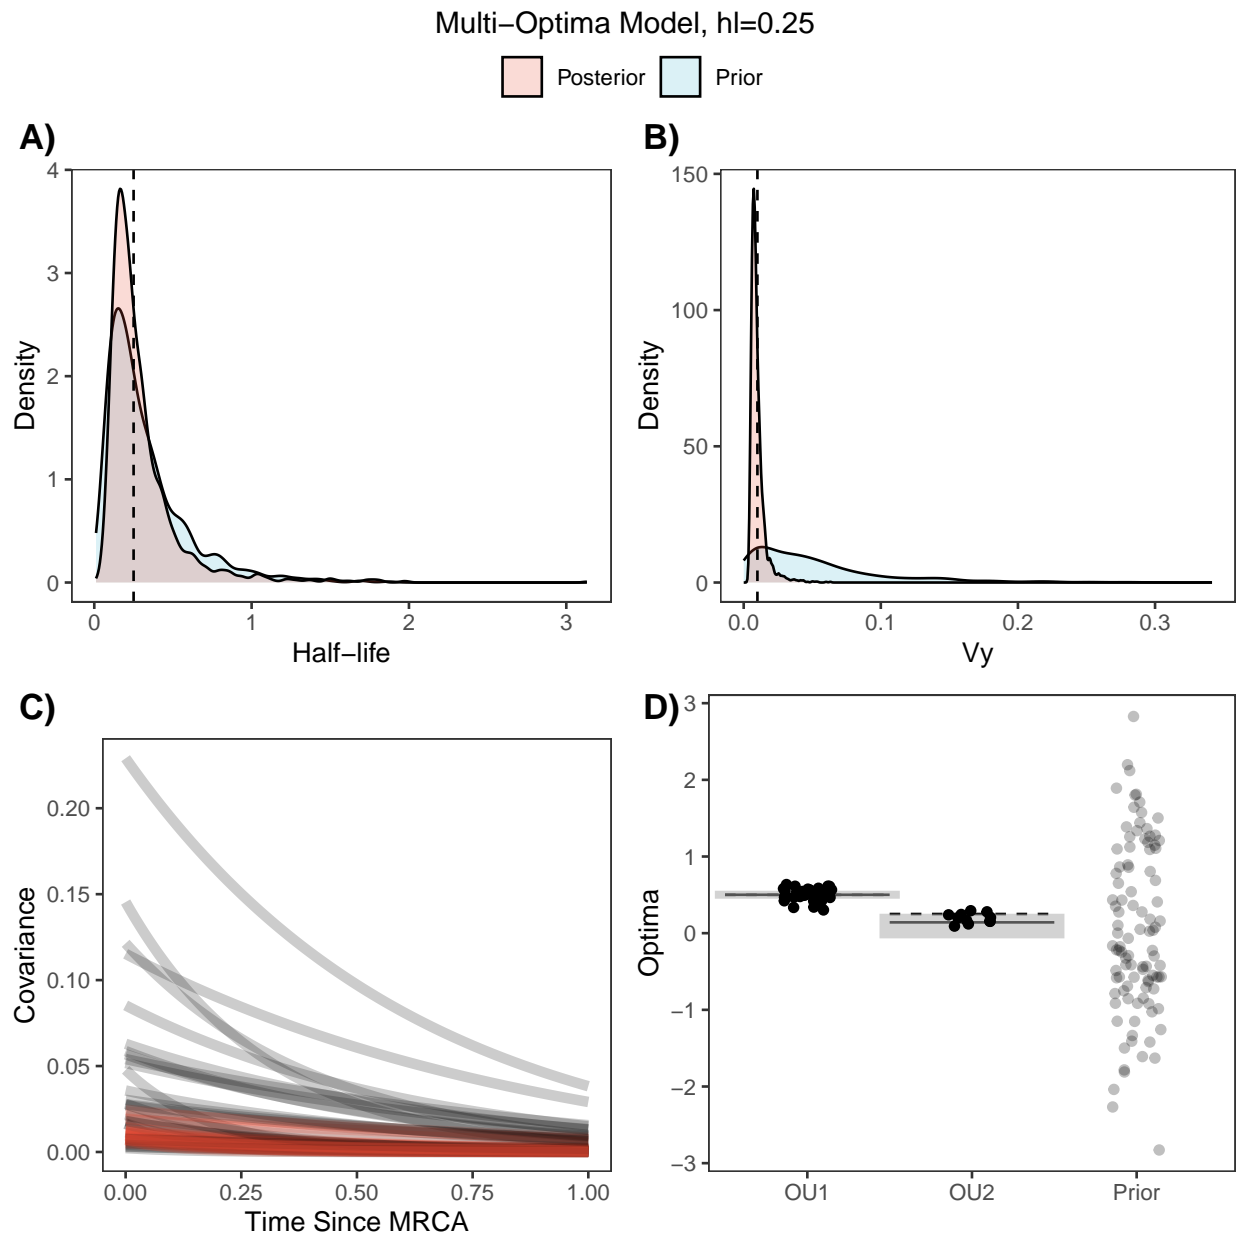 Multi−Optima Model, hl=0.25
Posterior Prior
A)
4
3
2
1
0
Density
0 1 2 3
Half−life
B)
150
100
50
0
Density
0.0 0.1 0.2 0.3
Vy
C)
0.20
0.15
0.10
0.05
0.00
Covariance
0.00 0.25 0.50 0.75 1.00
Time Since MRCA
D)
3
2
1
0
−1
−2
−3
Optima
OU1 OU2 Prior